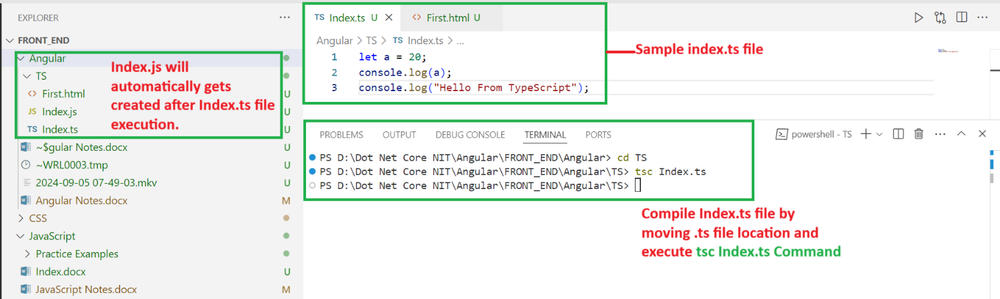 EXPLORER
FRONT_END
Angular
TS
First.html U
JS Index.js U
TS Index.ts U
~$gular Notes.docx U
~WRL0003.tmp U
2024-09-05 07-49-03.mkv U
Angular Notes.docx M
CSS
JavaScript
Practice Examples
Index.docx U
JavaScript Notes.docx M
Index.js will
automatically gets
created after Index.ts file
execution.
TS Index.ts U
<> First.html U
Angular > TS > TS Index.ts > ...
1 let a = 20;
2 console.log(a);
3 console.log("Hello From TypeScript");
Sample index.ts file
PROBLEMS OUTPUT DEBUG CONSOLE TERMINAL PORTS
powershell - TS
PS D:\Dot Net Core NIT\Angular\FRONT_END\Angular> cd TS
PS D:\Dot Net Core NIT\Angular\FRONT_END\Angular\TS> tsc Index.ts
PS D:\Dot Net Core NIT\Angular\FRONT_END\Angular\TS>
Compile Index.ts file by
moving .ts file location and
execute tsc Index.ts Command